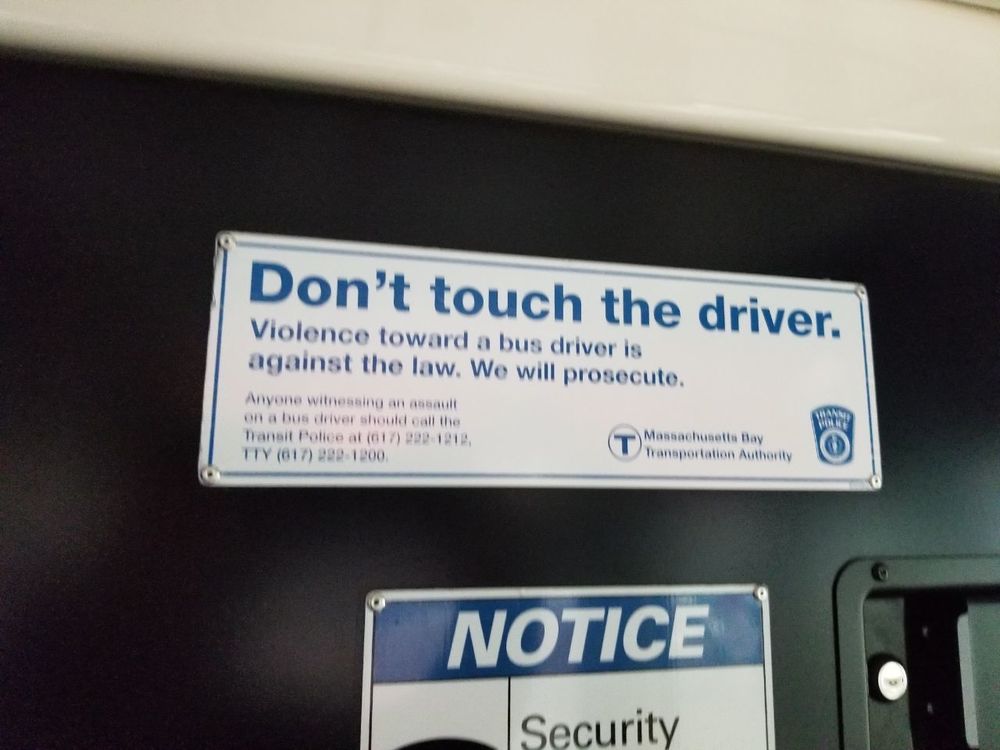 Don't touch the driver.
Violence toward a bus driver is
against the law. We will prosecute.
Anyone witnessing an assault
on a bus driver should call the
Transit Police at (617) 222-1212,
TTY (617) 222-1200.
T
Massachusetts Bay
Transportation Authority
TRANSIT
POLICE
NOTICE
Security